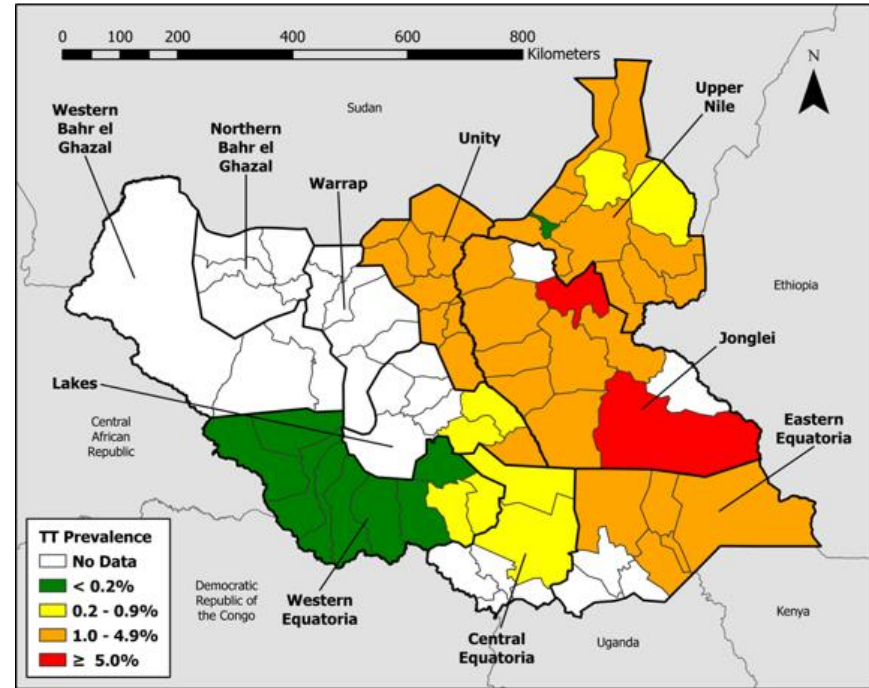 0 100 200 400 600 800
Kilometers
N
Sudan
Upper
Nile
Western
Bahr el
Ghazal
Northern
Bahr el
Ghazal
Unity
Warrap
Ethiopia
Jonglei
Lakes
Central
African
Republic
Eastern
Equatoria
TT Prevalence
No Data
< 0.2%
0.2 - 0.9%
1.0 - 4.9%
≥ 5.0%
Democratic
Republic of
the Congo
Western
Equatoria
Central
Equatoria
Uganda
Kenya